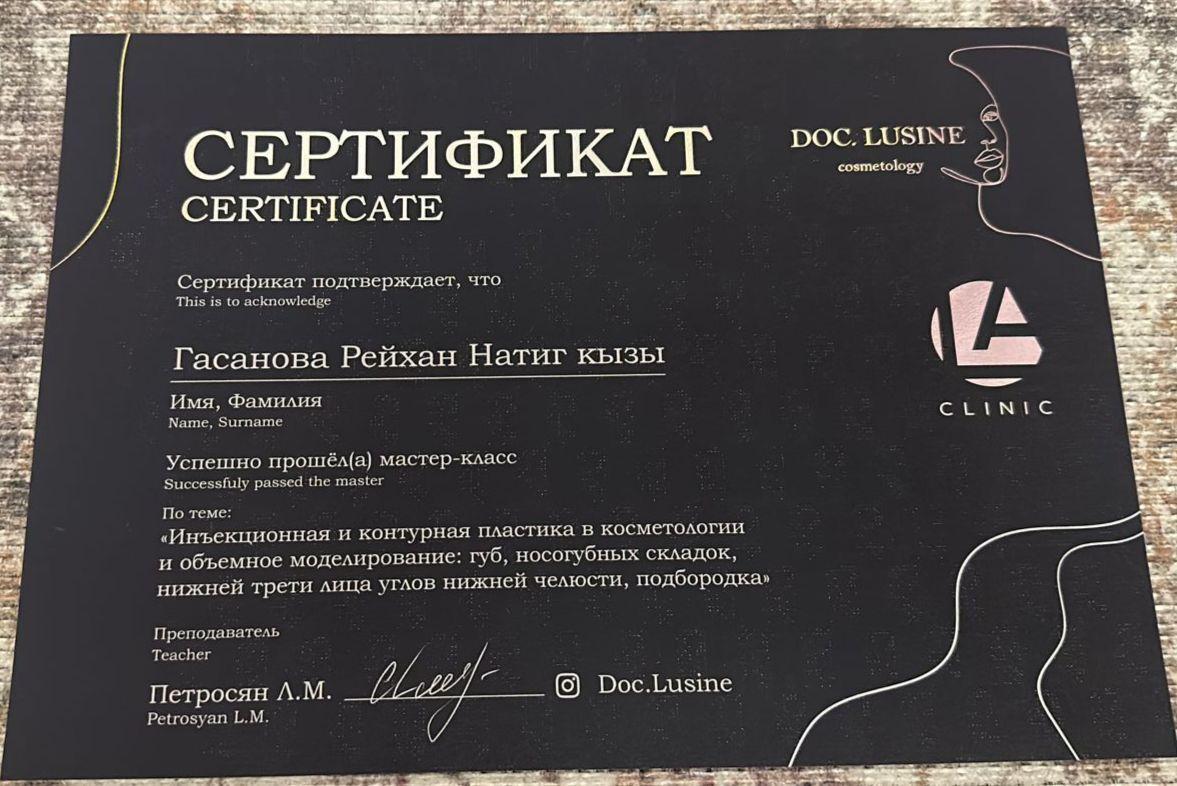 СЕРТИФИКАТ
CERTIFICATE
DOC. LUSINE
cosmetology
Сертификат подтверждает, что
This is to acknowledge
LA
CLINIC
Гасанова Рейхан Натиг кызы
Имя, Фамилия
Name, Surname
Успешно прошёл(а) мастер-класс
Successfuly passed the master
По теме:
«Инъекционная и контурная пластика в косметологии
и объемное моделирование: губ, носогубных складок,
нижней трети лица углов нижней челюсти, подбородка»
Преподаватель
Teacher
Петросян Л.М.
Petrosyan L.M.
Doc.Lusine